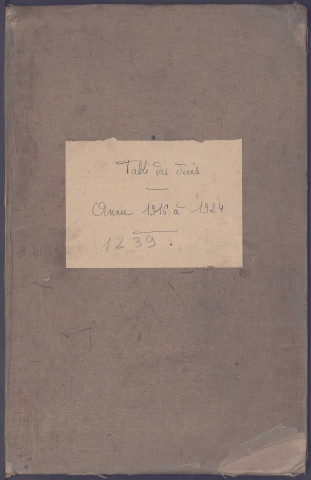 Table des décès
Année 1916 à 1924
1239.